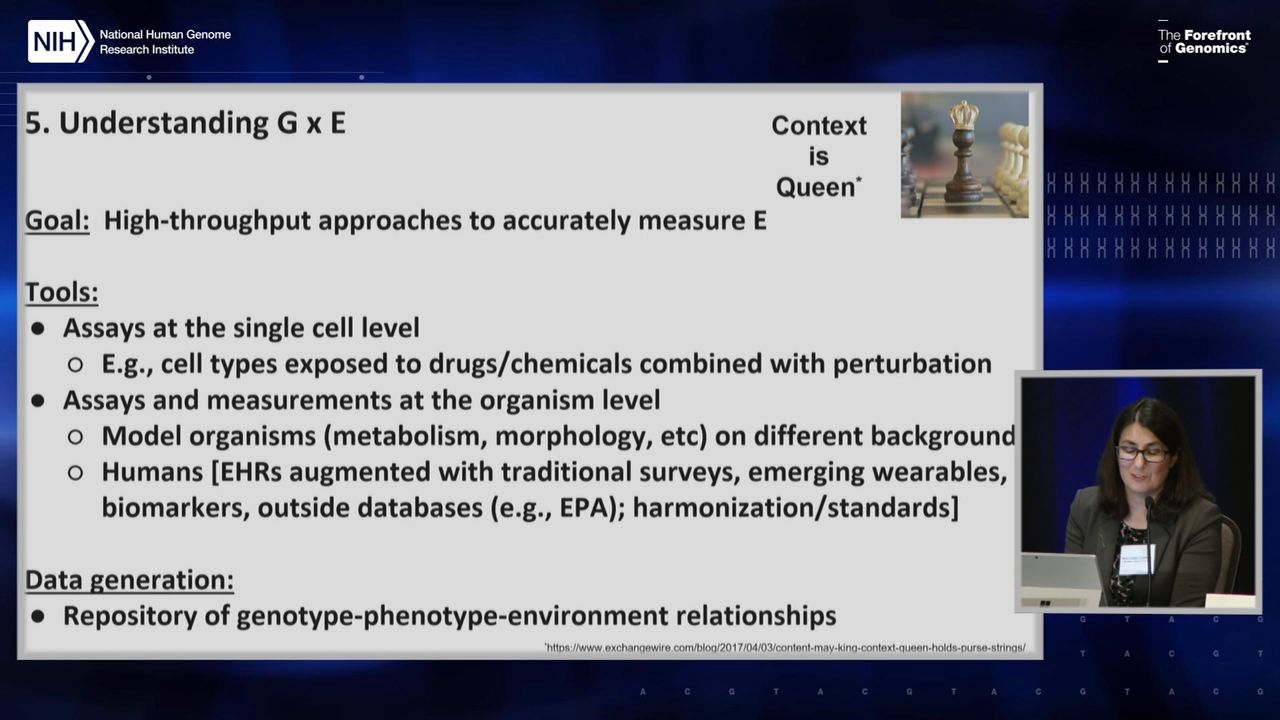 NIH
National Human Genome
Research Institute
The Forefront
of Genomics®
5. Understanding G x E
Context
is
Queen*
Goal: High-throughput approaches to accurately measure E
Tools:
● Assays at the single cell level
○ E.g., cell types exposed to drugs/chemicals combined with perturbation
● Assays and measurements at the organism level
○ Model organisms (metabolism, morphology, etc) on different background
○ Humans [EHRs augmented with traditional surveys, emerging wearables,
biomarkers, outside databases (e.g., EPA); harmonization/standards]
Data generation:
● Repository of genotype-phenotype-environment relationships
*https://www.exchangewire.com/blog/2017/04/03/content-may-king-context-queen-holds-purse-strings/
G T A C G
T A C G T
A C G T A C G T A C G T A C G